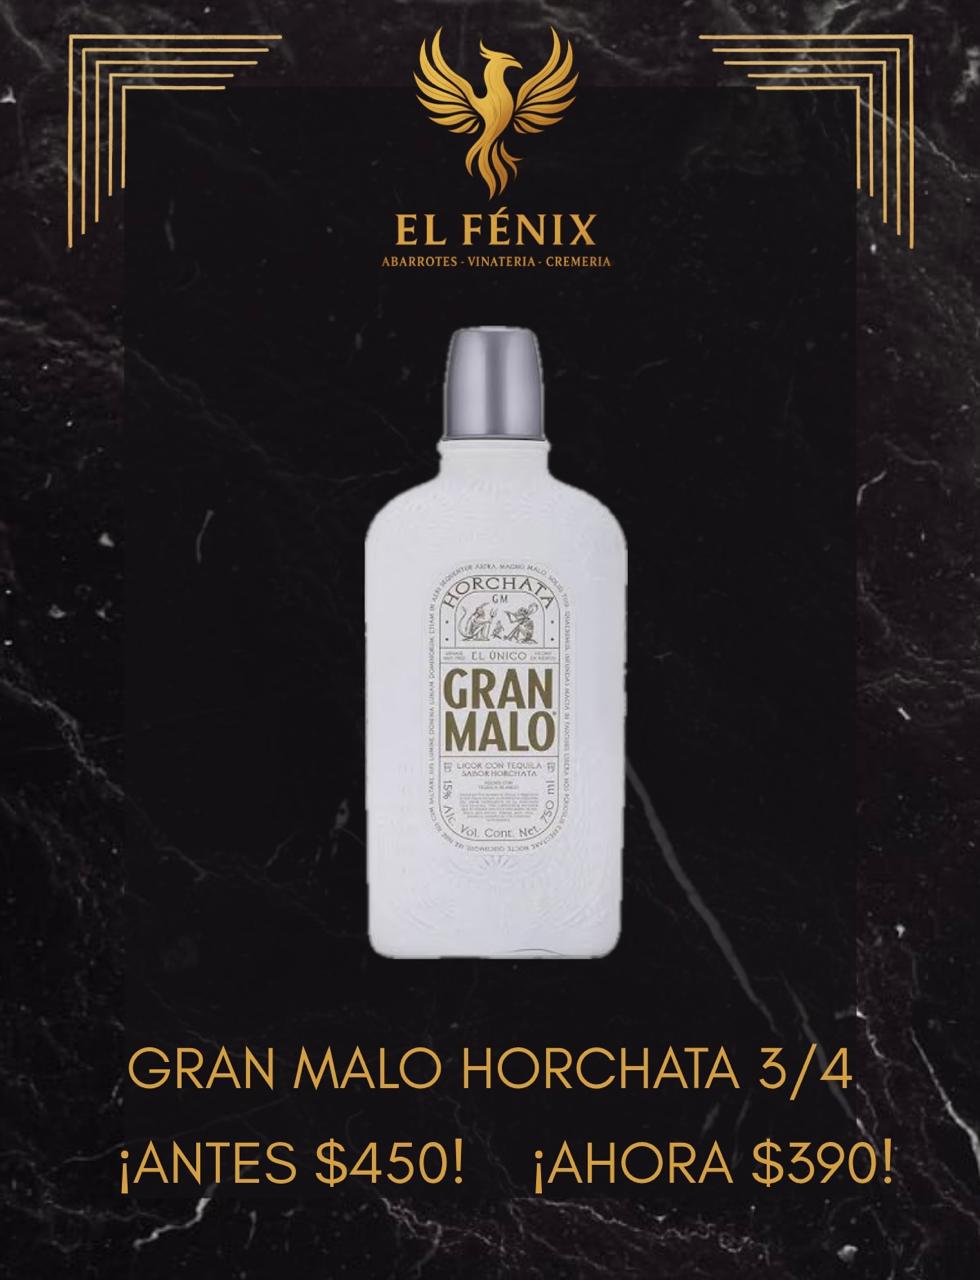 EL FÉNIX
ABARROTES - VINATERIA - CREMERIA
HORCHATA
GM
EL ÚNICO
GRAN
MALO
LICOR CON TEQUILA
SABOR HORCHATA
15% Alc. Vol. Cont. Net. 750 ml
GRAN MALO HORCHATA 3/4
¡ANTES $450! ¡AHORA $390!